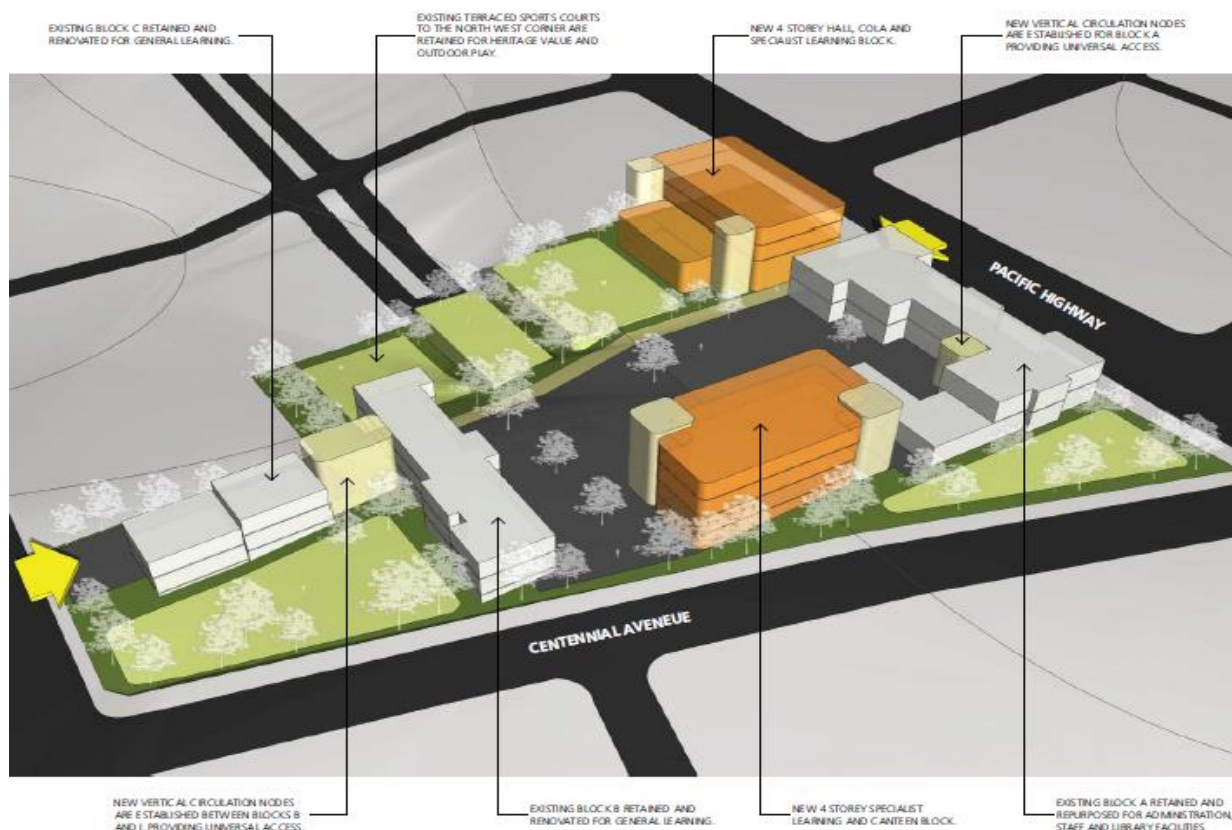 EXISTING BLOCK C RETAINED AND
RENOVATED FOR GENERAL LEARNING.
EXISTING TERRACED SPORTS COURTS
TO THE NORTH WEST CORNER ARE
RETAINED FOR HERITAGE VALUE AND
OUTDOOR PLAY.
NEW 4 STOREY HALL, COLA AND
SPECIALIST LEARNING BLOCK.
NEW VERTICAL CIRCULATION NODES
ARE ESTABLISHED FOR BLOCK A
PROVIDING UNIVERSAL ACCESS.
PACIFIC HIGHWAY
CENTENNIAL AVENEUE
NEW VERTICAL CIRCULATION NODES
ARE ESTABLISHED BETWEEN BLOCKS B
AND J, PROVIDING UNIVERSAL ACCESS
EXISTING BLOCK B RETAINED AND
RENOVATED FOR GENERAL LEARNING.
NEW 4 STOREY SPECIALIST
LEARNING AND CANTEEN BLOCK.
EXISTING BLOCK A RETAINED AND
REPURPOSED FOR ADMINISTRATION,
STAFF AND LIBRARY FACILITIES